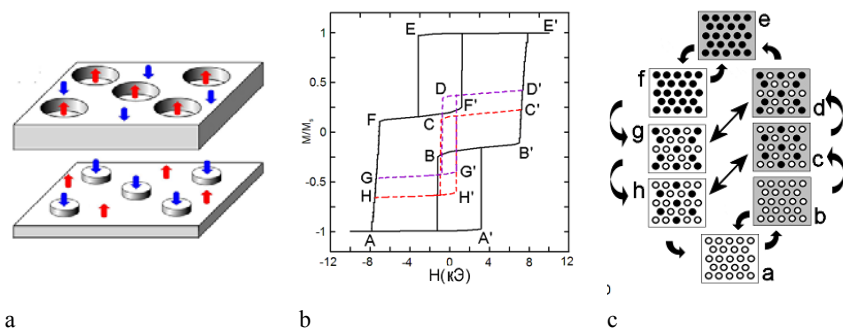 E
E'
1
0.5
0
-0.5
-1
M/Ms
D
D'
F'
C
C'
F
B
B'
G
G'
H
H'
A
A'
-12
-8
-4
0
4
8
12
H(кЭ)
e
f
d
g
c
h
b
a
a
b
c